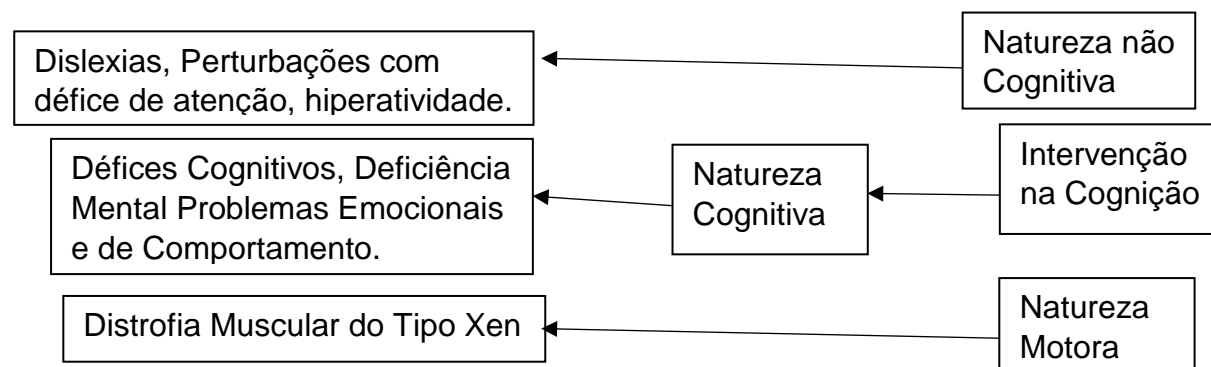 Dislexias, Perturbações com
défice de atenção, hiperatividade.
Natureza não
Cognitiva
Défices Cognitivos, Deficiência
Mental Problemas Emocionais
e de Comportamento.
Natureza
Cognitiva
Intervenção
na Cognição
Distrofia Muscular do Tipo Xen
Natureza
Motora